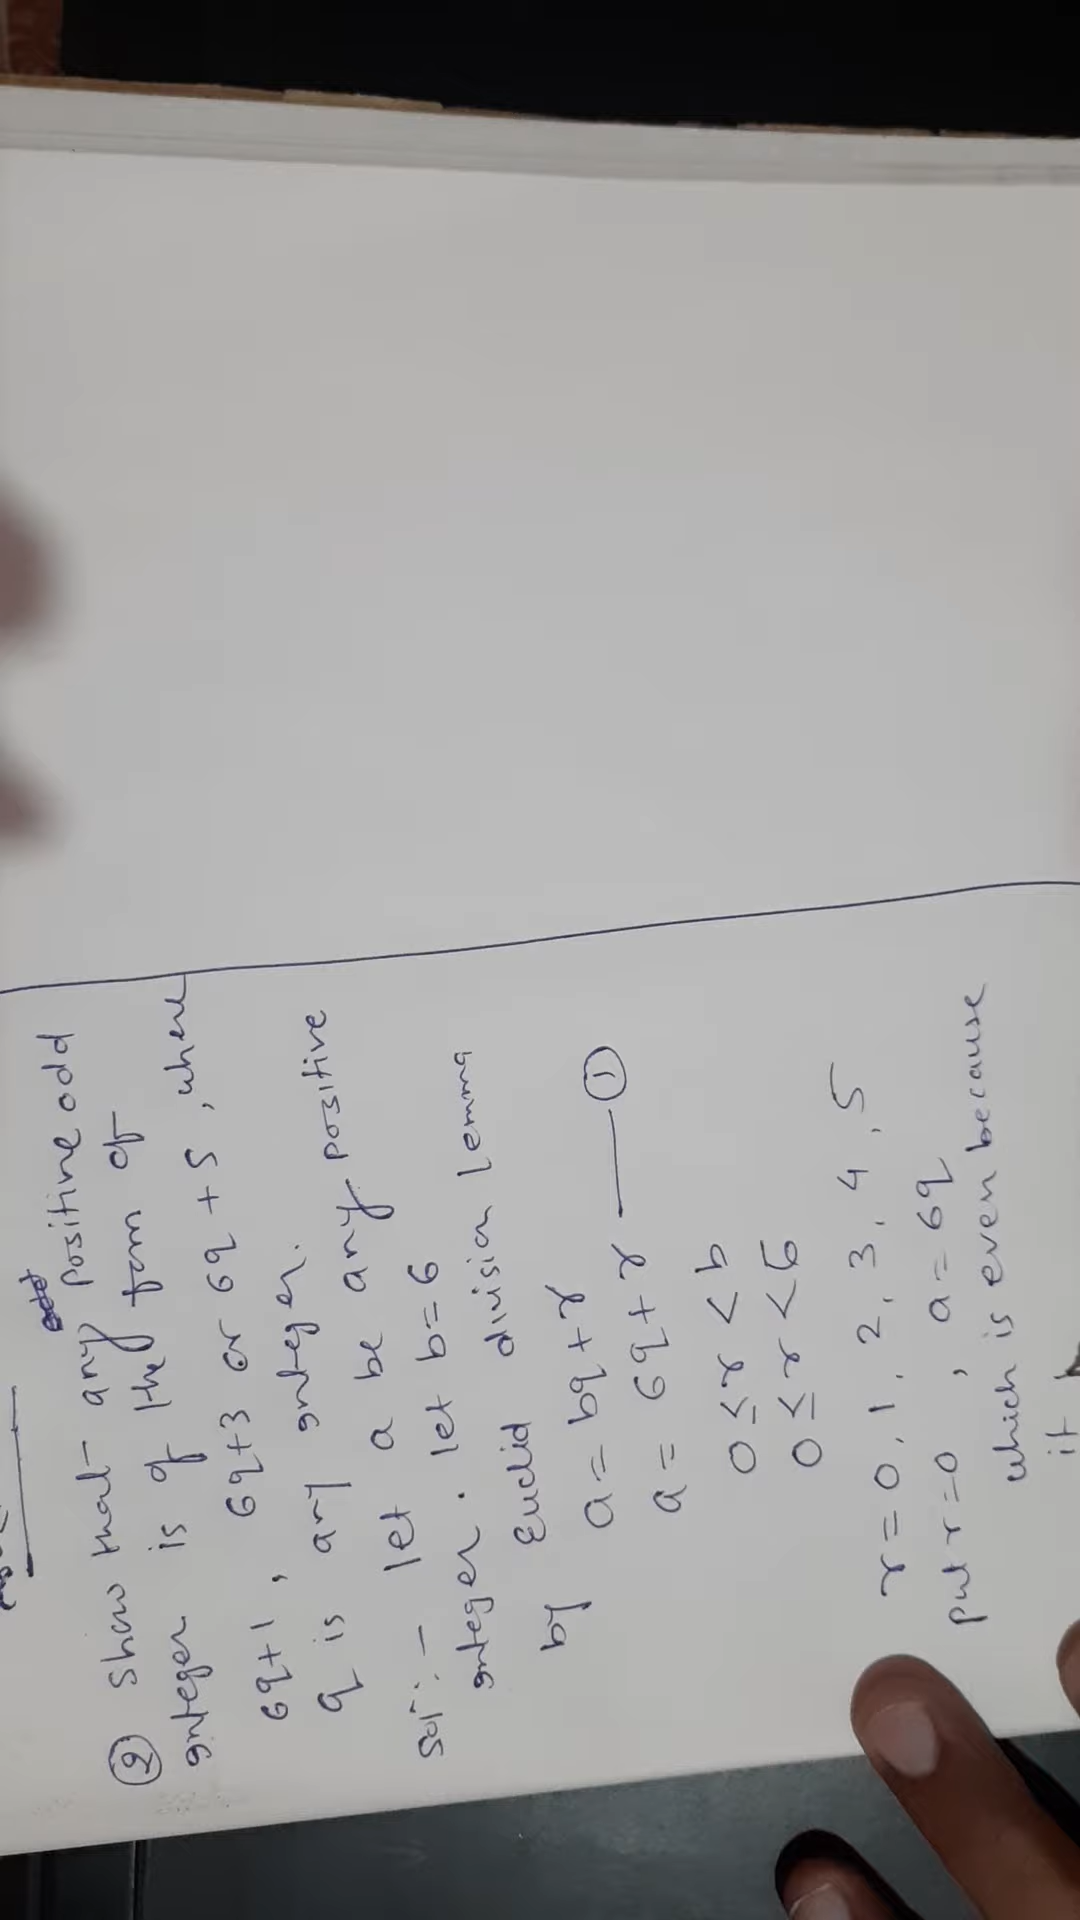 ② Show that any positive odd
integer is of the form of
6q+1, 6q+3 or 6q+5, where
q is any integer.
Sol:- let a be any positive
integer. let b=6
by Euclid division lemma
a = bq+r
a = 6q+r —— ①
0 ≤ r < b
0 ≤ r < 6
r = 0, 1, 2, 3, 4, 5
put r=0, a = 6q
which is even because
it